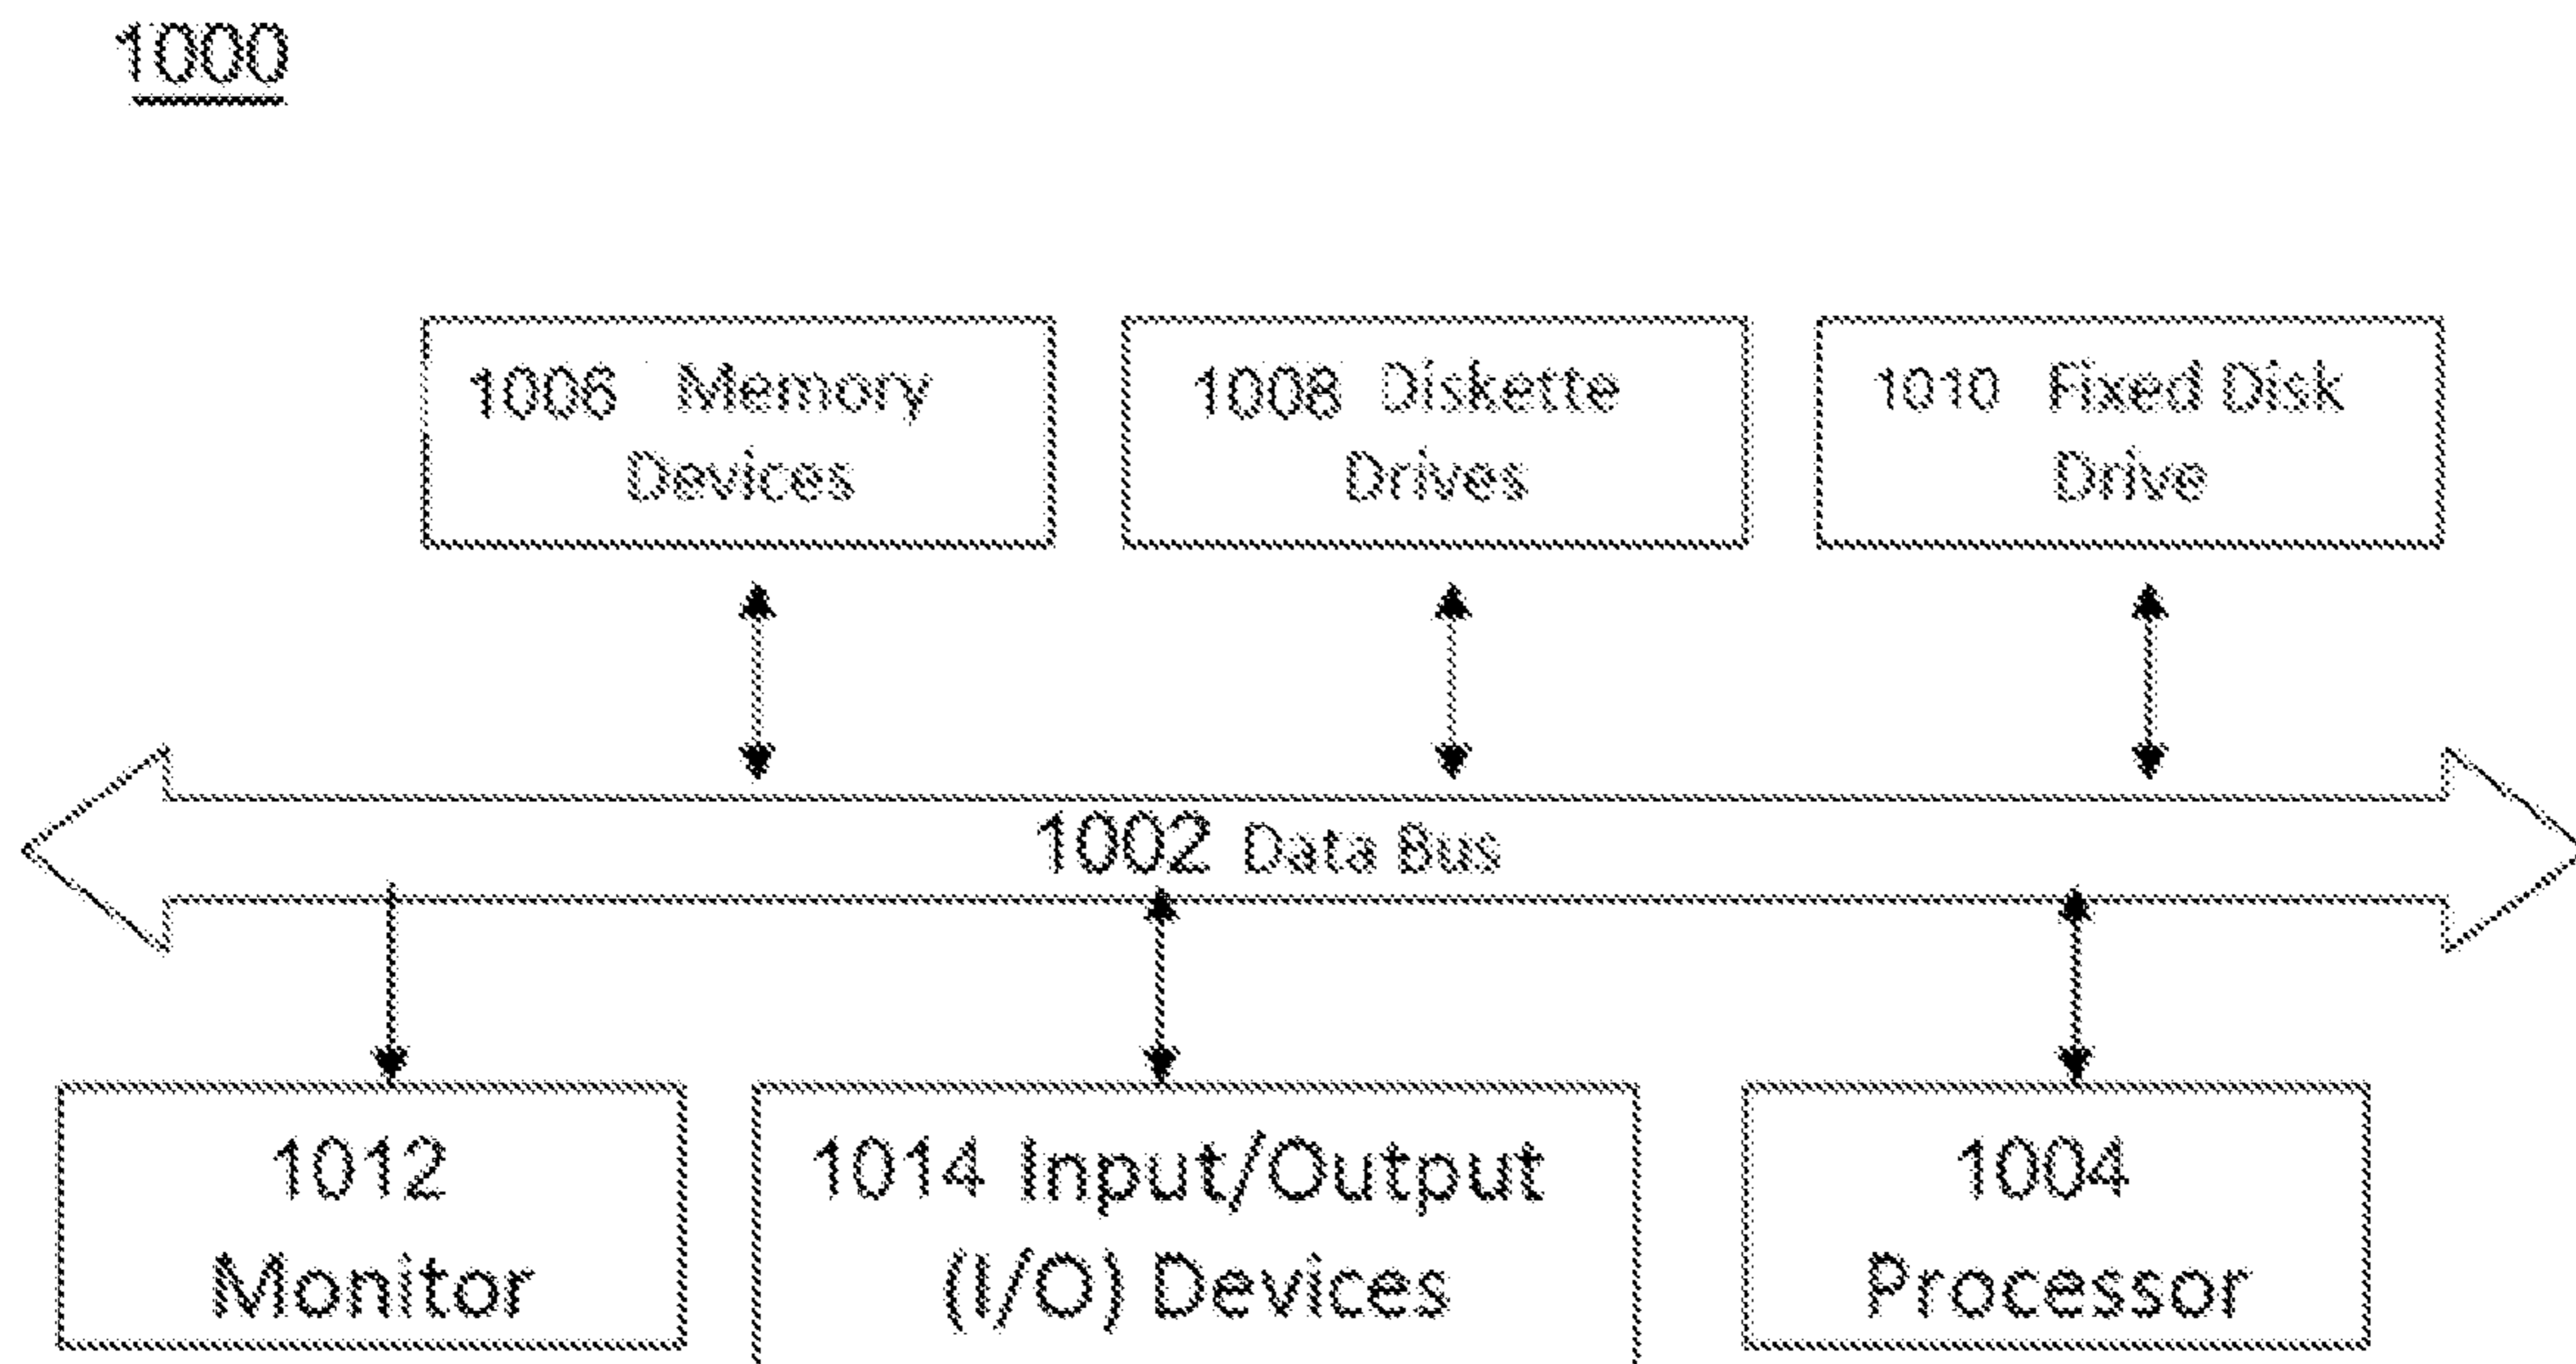 1000
1006 Memory
Devices
1008 Diskette
Drives
1010 Fixed Disk
Drive
1002 Data Bus
1012
Monitor
1014 Input/Output
(I/O) Devices
1004
Processor